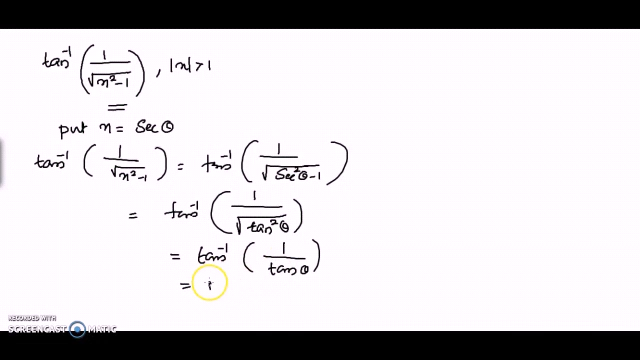 tan⁻¹ (1/√(x²-1)), |x|>1
put x = Sec θ
tan⁻¹ (1/√(x²-1)) = tan⁻¹ (1/√(Sec²θ-1))
= tan⁻¹ (1/√(tan²θ))
= tan⁻¹ (1/tanθ)
=
RECORDED WITH
SCREENCAST MATIC